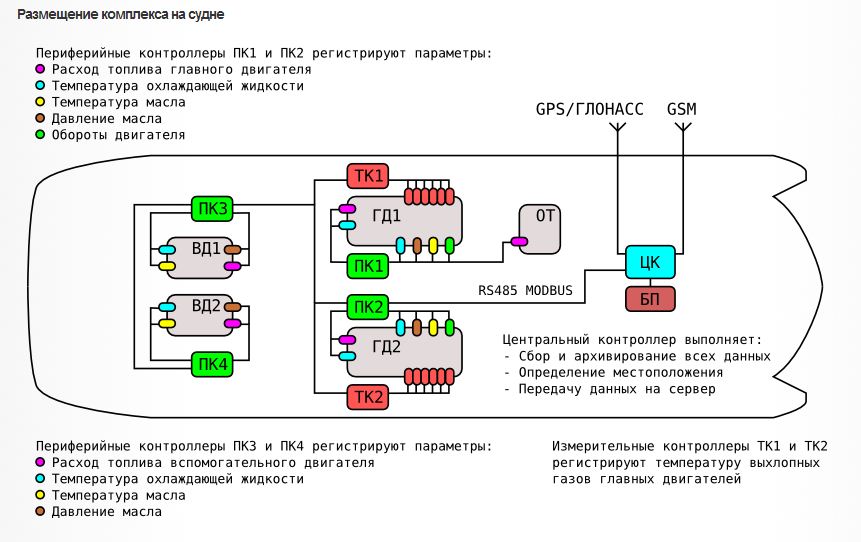 Размещение комплекса на судне
Периферийные контроллеры ПК1 и ПК2 регистрируют параметры:
Расход топлива главного двигателя
Температура охлаждающей жидкости
Температура масла
Давление масла
Обороты двигателя
GPS/ГЛОНАСС GSM
ТК1
ПК3
ГД1
ОТ
ВД1
ПК1
ЦК
RS485 MODBUS
БП
ВД2
ПК2
ГД2
ПК4
ТК2
Центральный контроллер выполняет:
- Сбор и архивирование всех данных
- Определение местоположения
- Передачу данных на сервер
Периферийные контроллеры ПК3 и ПК4 регистрируют параметры:
Расход топлива вспомогательного двигателя
Температура охлаждающей жидкости
Температура масла
Давление масла
Измерительные контроллеры ТК1 и ТК2
регистрируют температуру выхлопных
газов главных двигателей